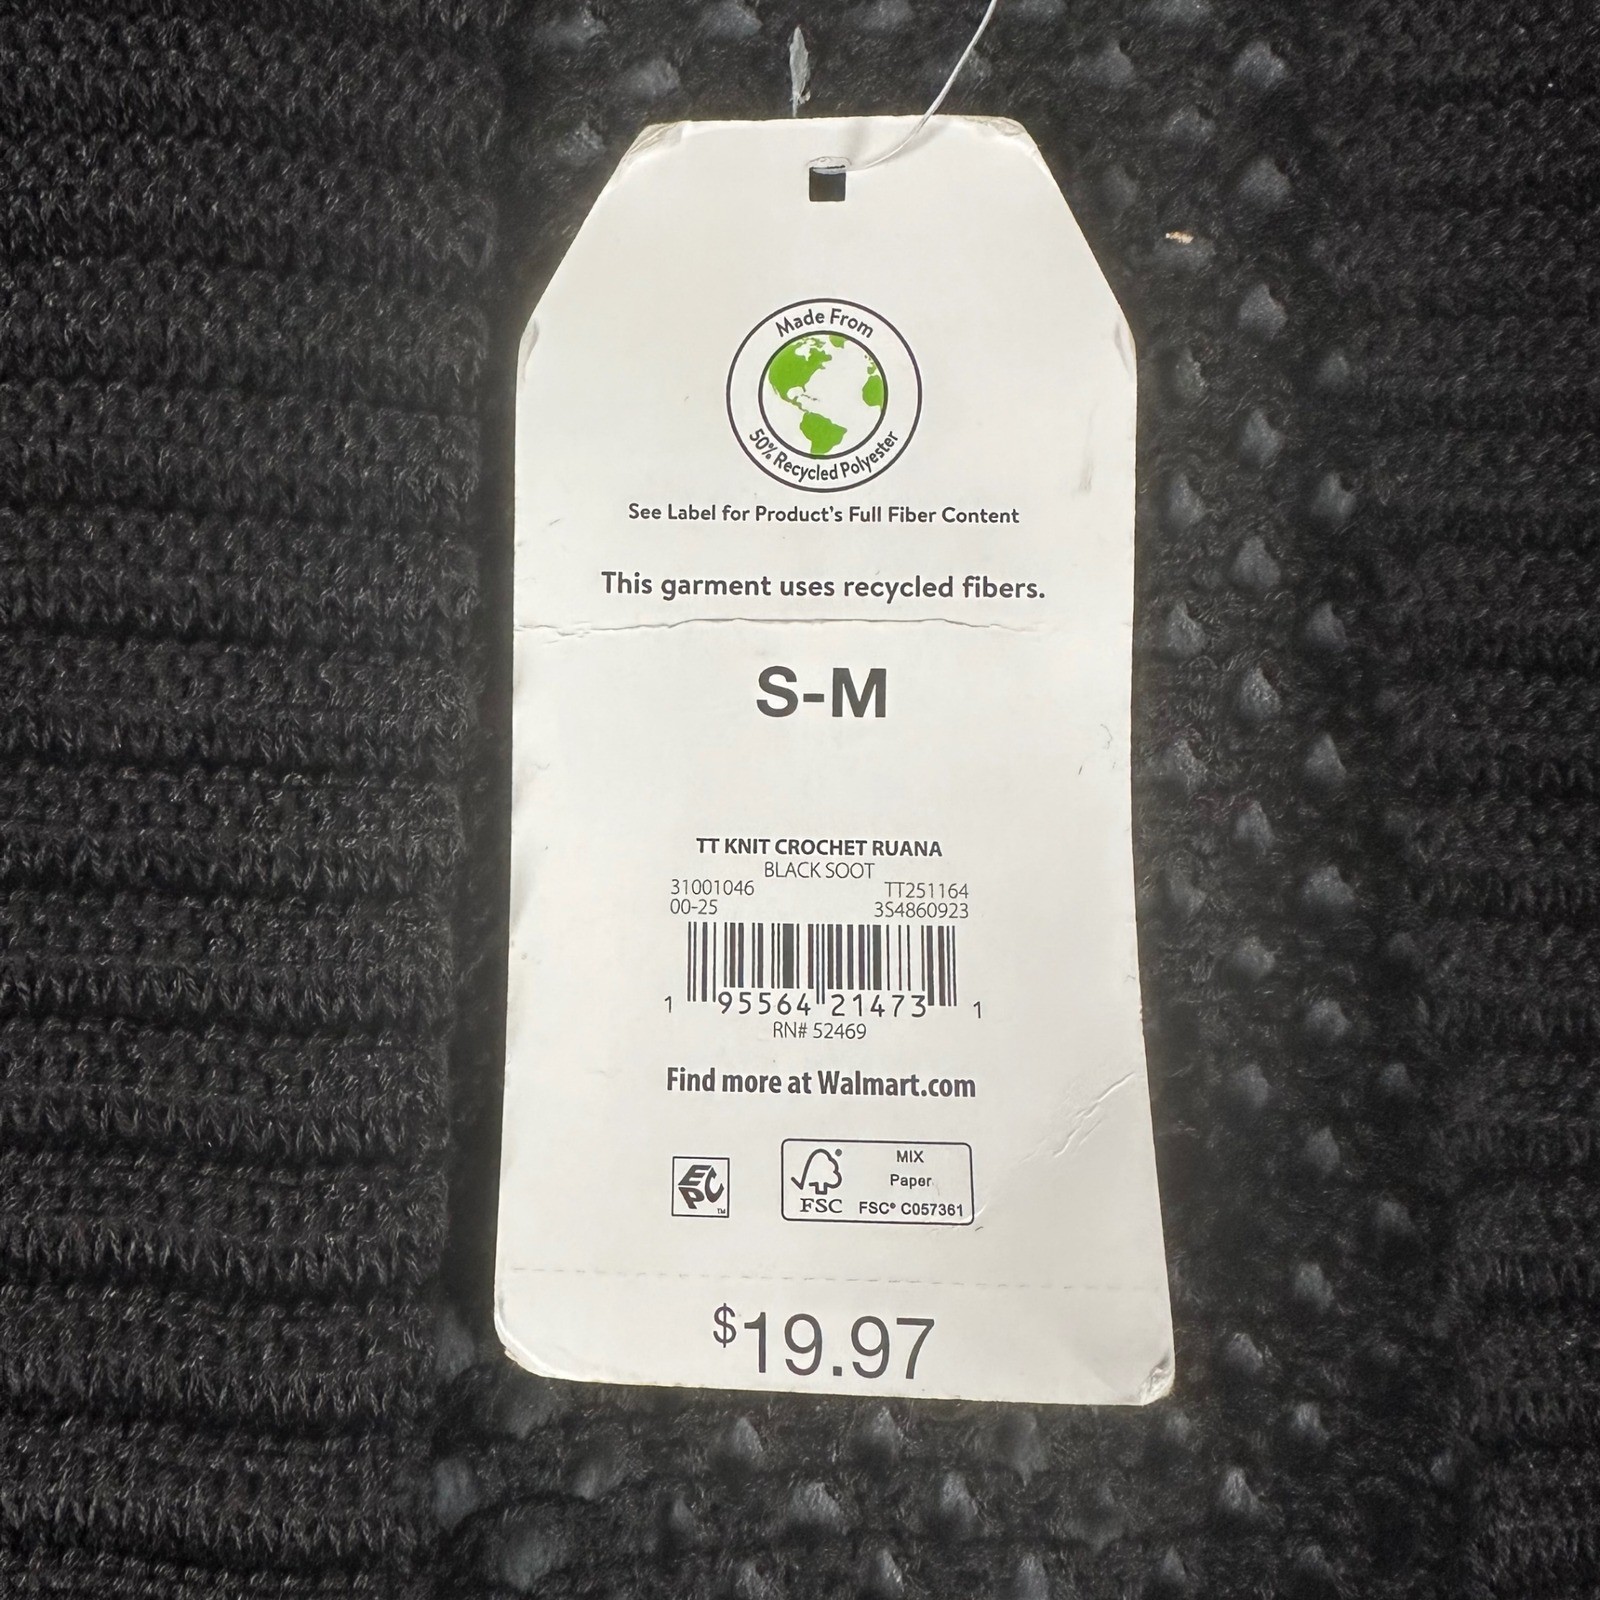 Made From
50% Recycled Polyester
See Label for Product's Full Fiber Content
This garment uses recycled fibers.
S-M
TT KNIT CROCHET RUANA
BLACK SOOT
31001046 TT251164
00-25 3S4860923
1 95564 21473 1
RN# 52469
Find more at Walmart.com
EPC™
FSC
MIX
Paper
FSC® C057361
$19.97